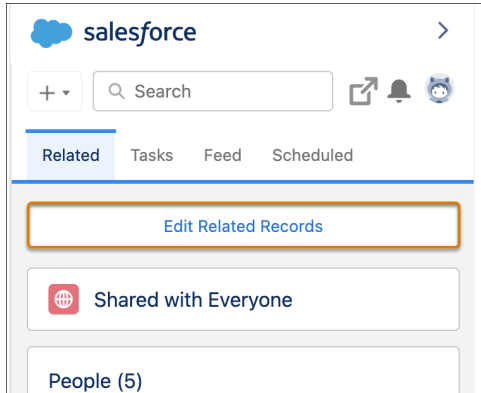 salesforce
Search
Related Tasks Feed Scheduled
Edit Related Records
Shared with Everyone
People (5)